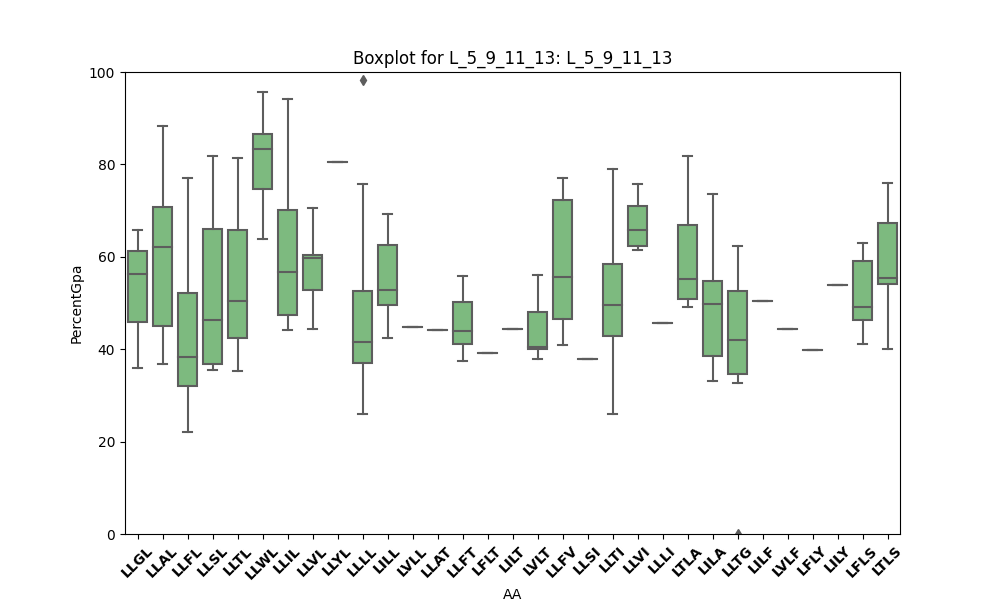 Boxplot for L_5_9_11_13: L_5_9_11_13
PercentGpa
100
80
60
40
20
0
LLGL LLAL LLFL LLSL LLTL LLWL LLIL LLVL LLYL LLLL LILL LVLL LLAT LLFT LFLT LILT LVLT LLFV LLSI LLTI LLVI LLLI LTLA LILA LLTG LILF LVLF LFLY LILY LFLS LTLS
AA